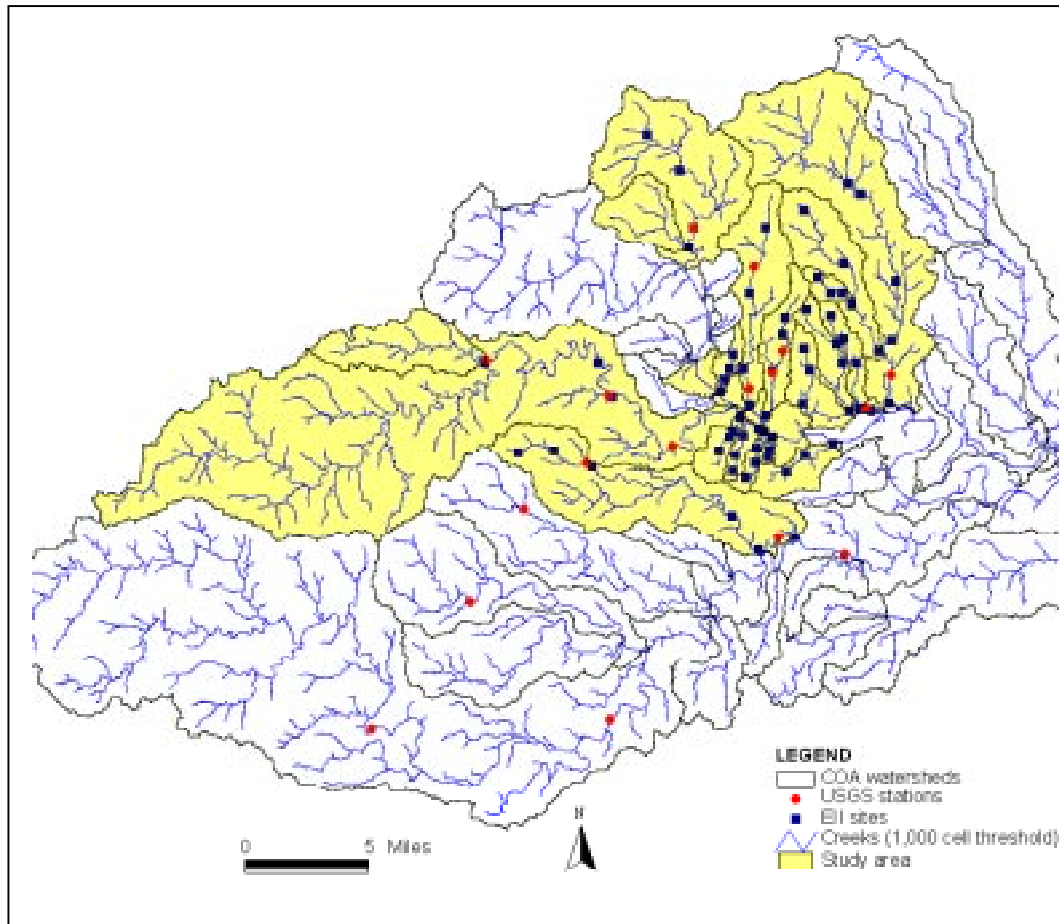 N
0 5 Miles
LEGEND
COA watersheds
USGS stations
EII sites
Creeks (1,000 cell threshold)
Study area